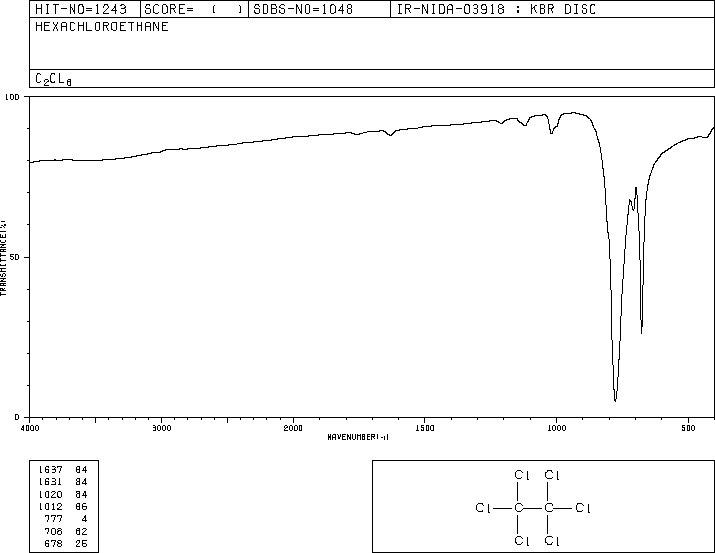 HIT-NO=1243 SCORE= ( ) SDBS-NO=1048 IR-NIDA-03918 : KBR DISC
HEXACHLOROETHANE
C2CL6
100
50
0
TRANSMITTANCE(%)
4000 3000 2000 1500 1000 500
WAVENUMBER(-1)
1637 84
1631 84
1020 84
1012 86
777 4
706 62
678 25
Cl Cl
Cl C C Cl
Cl Cl